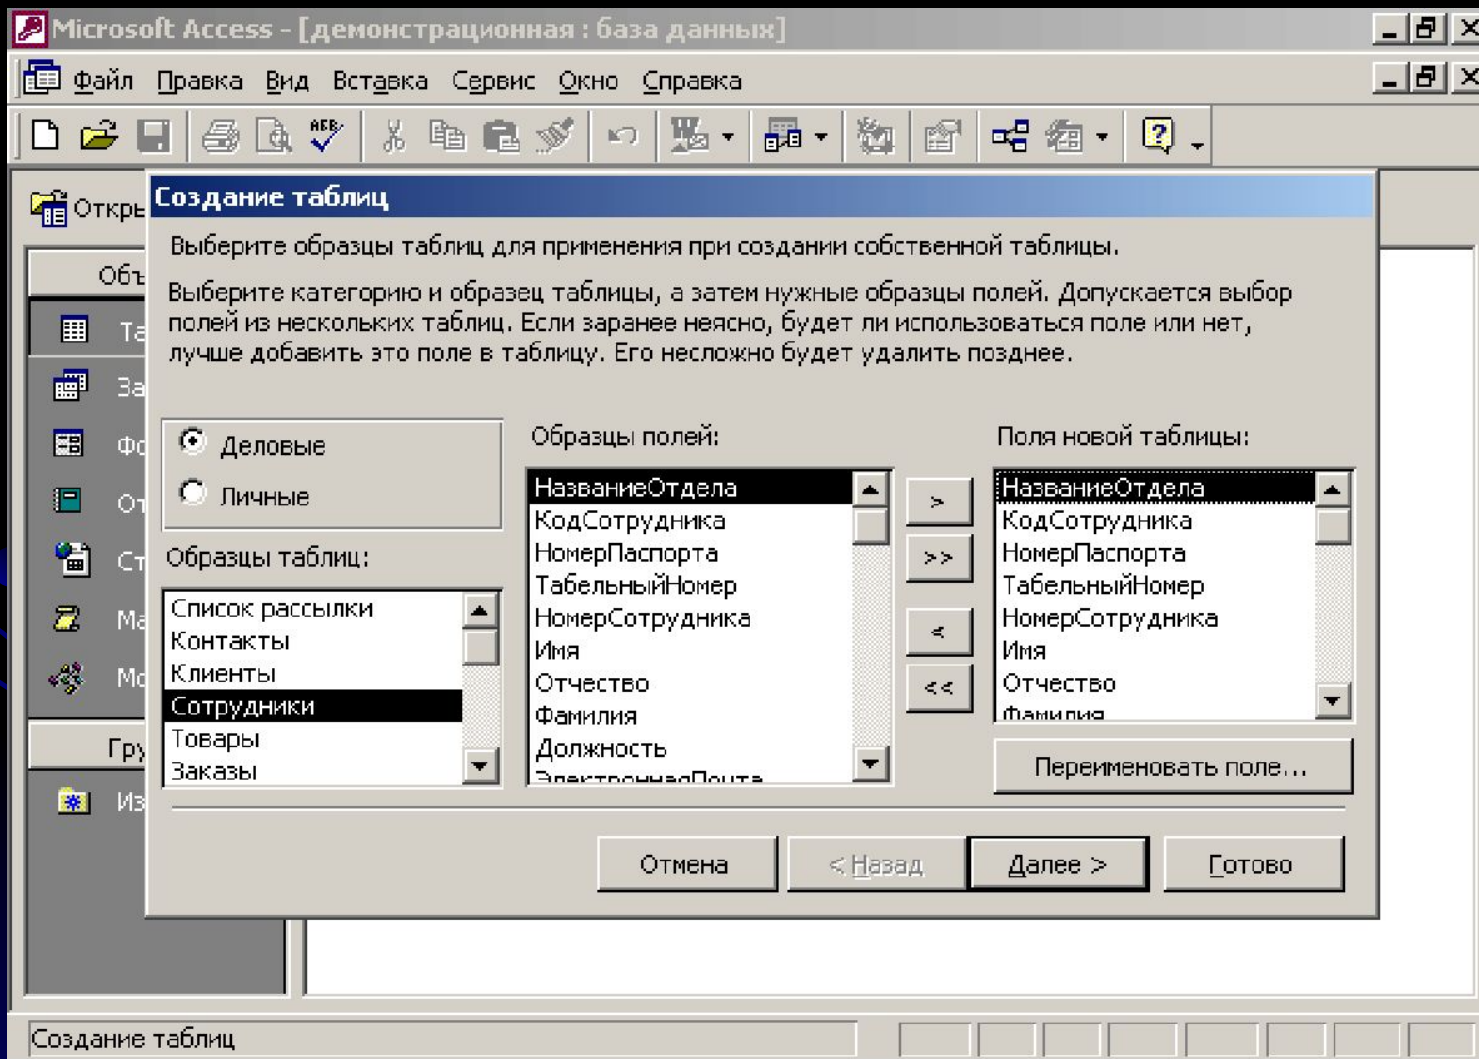 Microsoft Access - [демонстрационная : база данных]
Файл Правка Вид Вставка Сервис Окно Справка
Создание таблиц
Выберите образцы таблиц для применения при создании собственной таблицы.
Выберите категорию и образец таблицы, а затем нужные образцы полей. Допускается выбор
полей из нескольких таблиц. Если заранее неясно, будет ли использоваться поле или нет,
лучше добавить это поле в таблицу. Его несложно будет удалить позднее.
Деловые
Личные
Образцы таблиц:
Список рассылки
Контакты
Клиенты
Сотрудники
Товары
Заказы
Образцы полей:
НазваниеОтдела
КодСотрудника
НомерПаспорта
ТабельныйНомер
НомерСотрудника
Имя
Отчество
Фамилия
Должность
ЭлектроннаяПочта
>
>>
<
<<
Поля новой таблицы:
НазваниеОтдела
КодСотрудника
НомерПаспорта
ТабельныйНомер
НомерСотрудника
Имя
Отчество
Фамилия
Переименовать поле...
Отмена
< Назад
Далее >
Готово
Создание таблиц